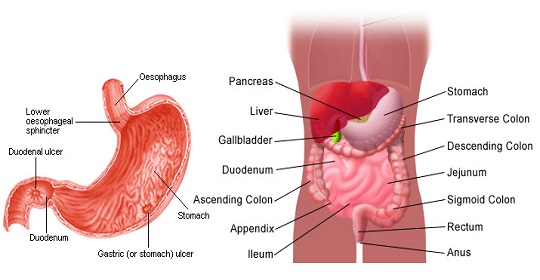 Oesophagus
Lower
oesophageal
sphincter
Duodenal ulcer
Duodenum
Stomach
Gastric (or stomach) ulcer
Pancreas
Liver
Gallbladder
Duodenum
Ascending Colon
Appendix
Ileum
Stomach
Transverse Colon
Descending Colon
Jejunum
Sigmoid Colon
Rectum
Anus